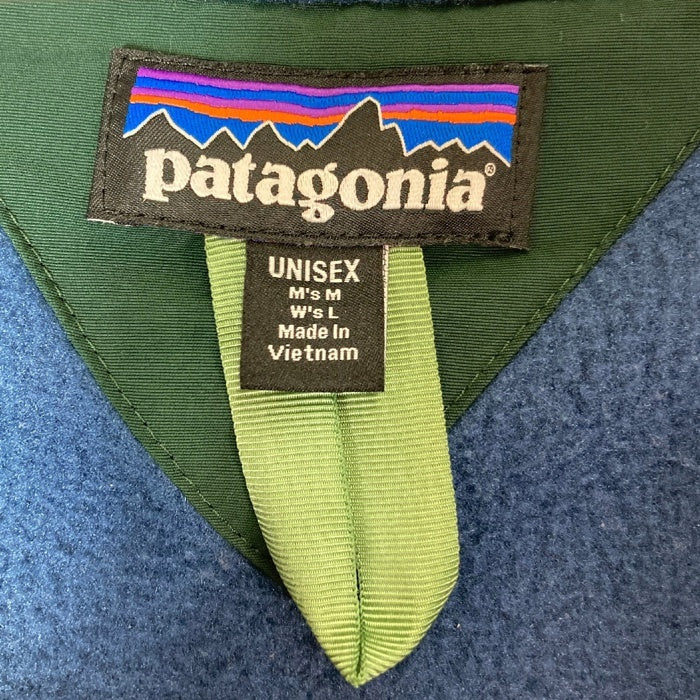 patagonia®
UNISEX
M's M
W's L
Made In
Vietnam